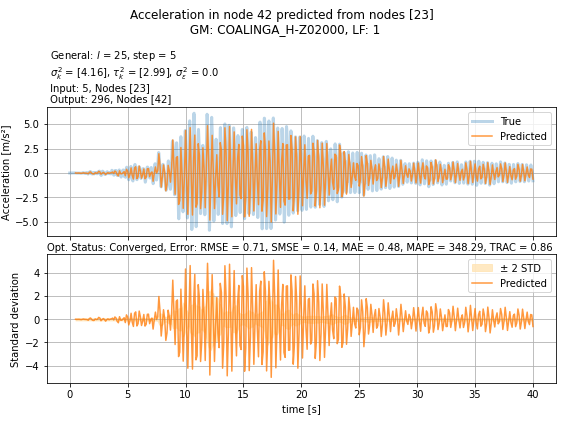 Acceleration in node 42 predicted from nodes [23]
GM: COALINGA_H-Z02000, LF: 1
General: l = 25, step = 5
σ²ₖ = [4.16], τ²ₖ = [2.99], σ²ε = 0.0
Input: 5, Nodes [23]
Output: 296, Nodes [42]
Acceleration [m/s²]
5.0
2.5
0.0
−2.5
−5.0
True
Predicted
Opt. Status: Converged, Error: RMSE = 0.71, SMSE = 0.14, MAE = 0.48, MAPE = 348.29, TRAC = 0.86
Standard deviation
4
2
0
−2
−4
± 2 STD
Predicted
0 5 10 15 20 25 30 35 40
time [s]